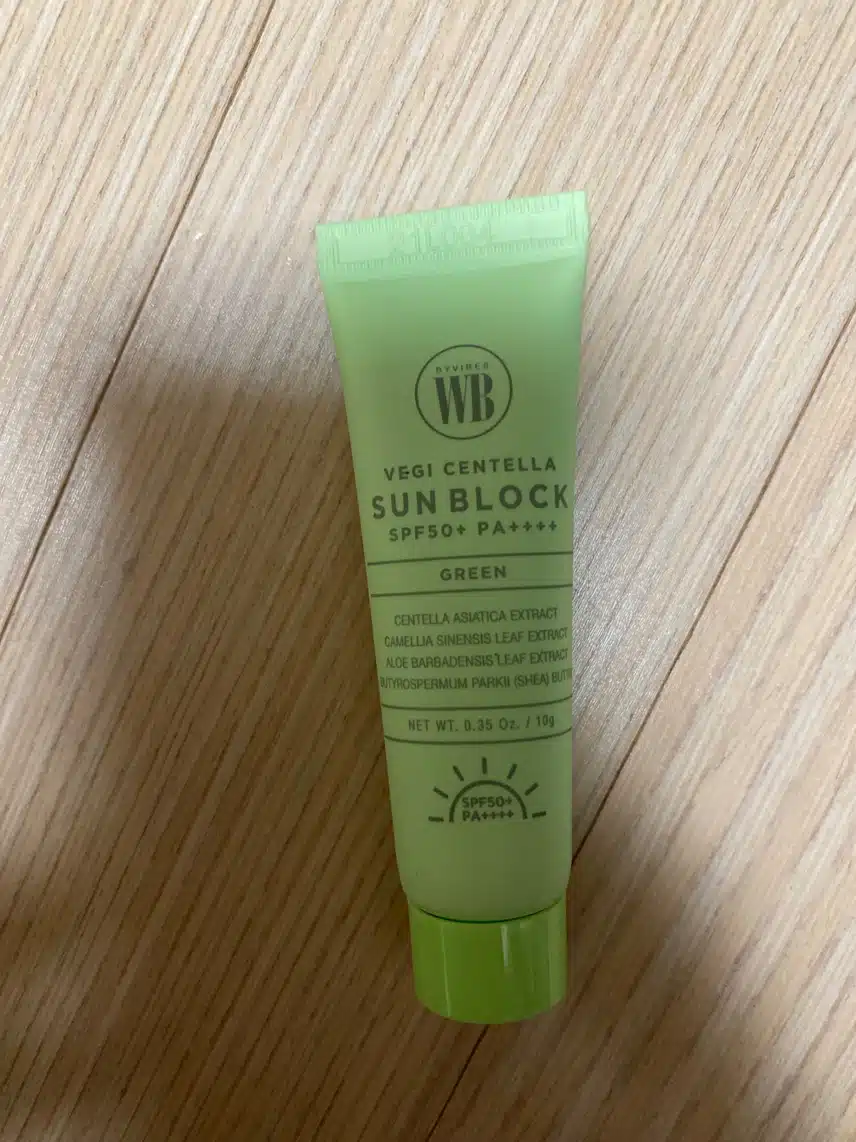 BYVIBES
WB
VEGI CENTELLA
SUN BLOCK
SPF50+ PA++++
GREEN
CENTELLA ASIATICA EXTRACT
CAMELLIA SINENSIS LEAF EXTRACT
ALOE BARBADENSIS LEAF EXTRACT
BUTYROSPERMUM PARKII (SHEA)
NET WT. 0.35 Oz. / 10g
SPF50+
PA++++